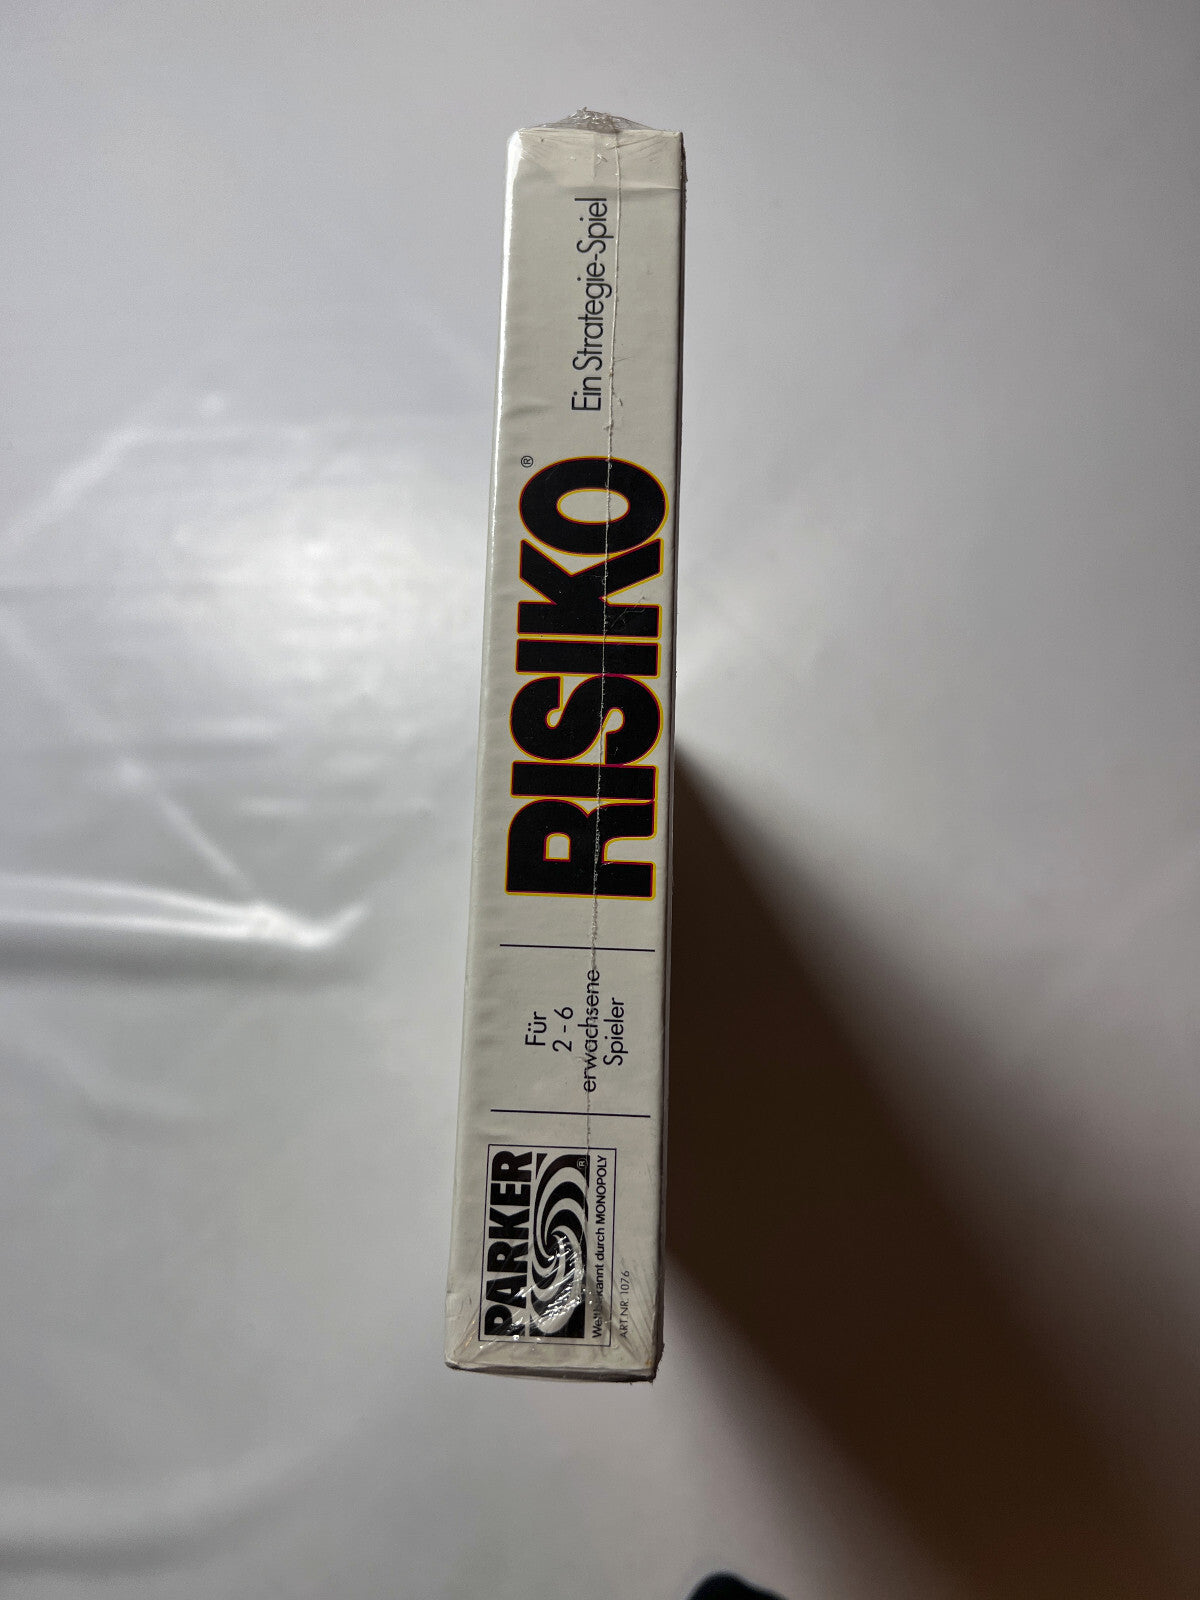 PARKER
®
Weltbekannt durch MONOPOLY
ART NR. 1076
Für
2 - 6
erwachsene
Spieler
RISIKO®
Ein Strategie-Spiel